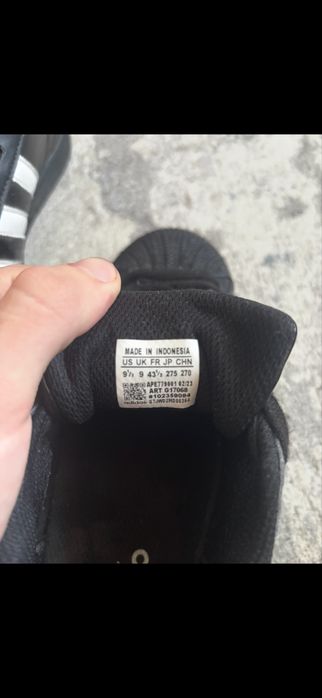 MADE IN INDONESIA
US UK FR JP CHN
9½ 9 43⅓ 275 270
APE779001 02/23
ART G17068
adidas